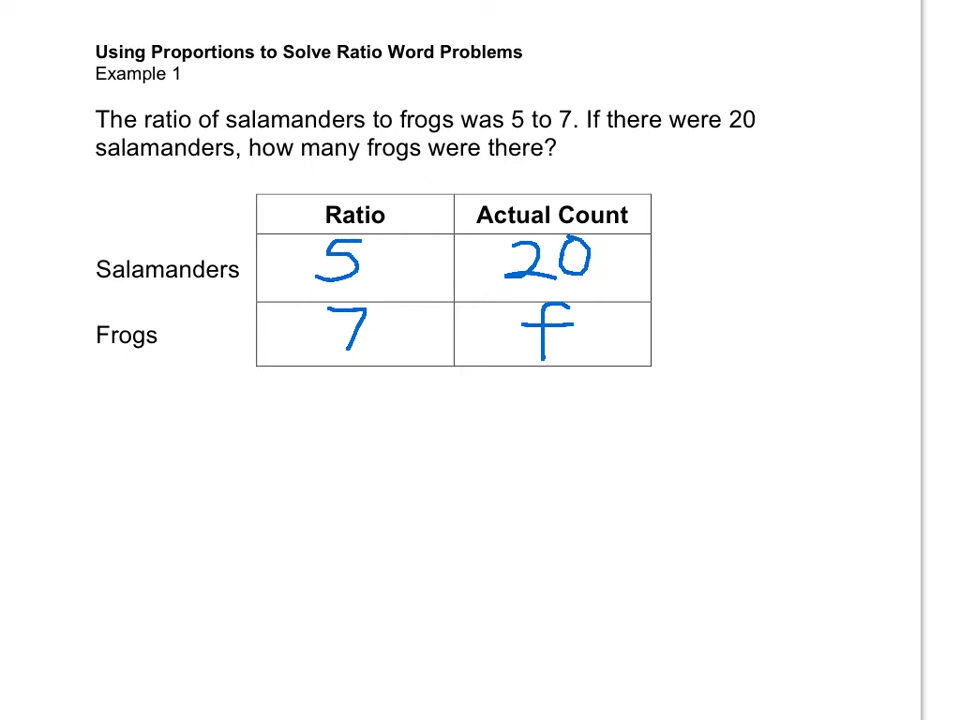 Using Proportions to Solve Ratio Word Problems
Example 1
The ratio of salamanders to frogs was 5 to 7. If there were 20
salamanders, how many frogs were there?
Ratio Actual Count
Salamanders 5 20
Frogs 7 f